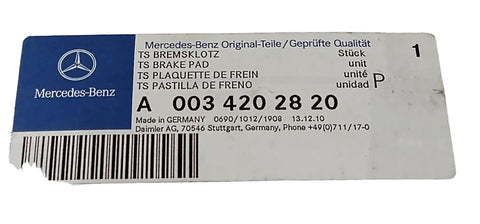 Mercedes-Benz
Mercedes-Benz Original-Teile/Geprüfte Qualität
TS BREMSKLOTZ Stück 1
TS BRAKE PAD unit
TS PLAQUETTE DE FREIN unité
TS PASTILLA DE FRENO unidad P
A 003 420 28 20
Made in GERMANY 0690/1012/1908 13.12.10
Daimler AG, 70546 Stuttgart, Germany, Phone +49(0)711/17-0